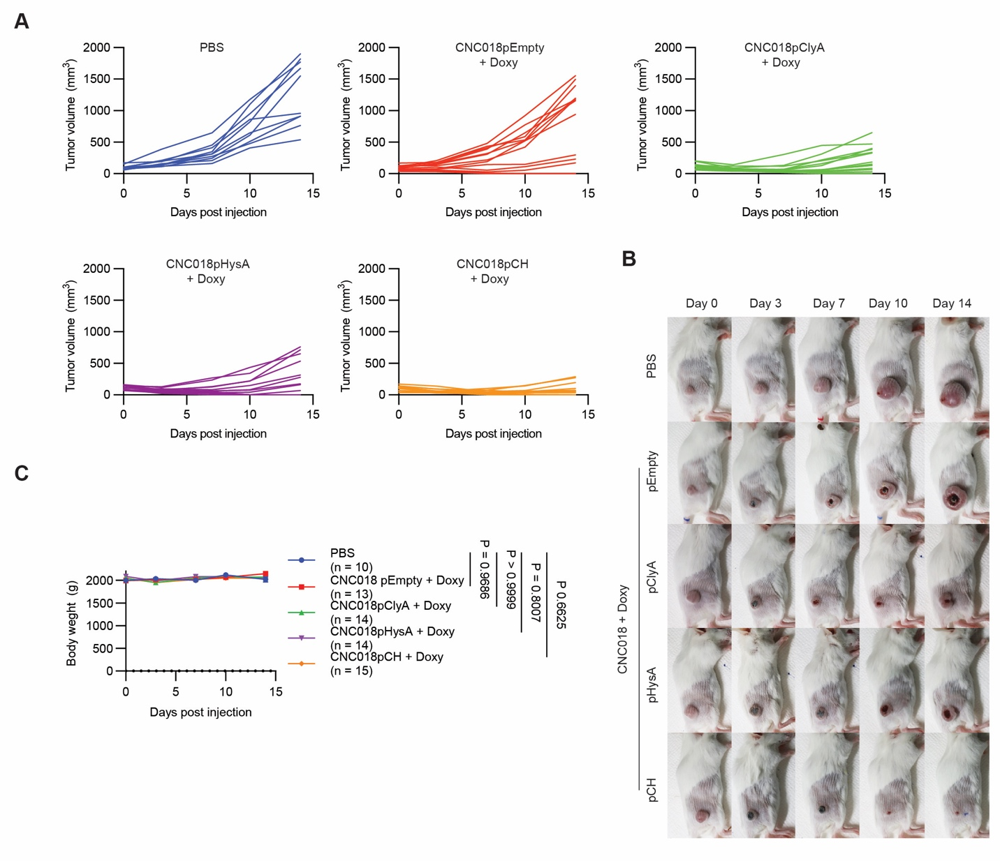 A
PBS
2000
1500
1000
500
0
Tumor volume (mm3)
0 5 10 15
Days post injection
CNC018pEmpty
+ Doxy
2000
1500
1000
500
0
Tumor volume (mm3)
0 5 10 15
Days post injection
CNC018pClyA
+ Doxy
2000
1500
1000
500
0
Tumor volume (mm3)
0 5 10 15
Days post injection
CNC018pHysA
+ Doxy
2000
1500
1000
500
0
Tumor volume (mm3)
0 5 10 15
Days post injection
CNC018pCH
+ Doxy
2000
1500
1000
500
0
Tumor volume (mm3)
0 5 10 15
Days post injection
B
Day 0 Day 3 Day 7 Day 10 Day 14
PBS
pEmpty
pClyA
pHysA
pCH
CNC018 + Doxy
C
2000
1500
1000
500
0
Body weght (g)
0 5 10 15
Days post injection
PBS
(n = 10)
CNC018 pEmpty + Doxy
(n = 13)
CNC018pClyA + Doxy
(n = 14)
CNC018pHysA + Doxy
(n = 14)
CNC018pCH + Doxy
(n = 15)
P = 0.9686
P > 0.9999
P = 0.8007
P 0.6625